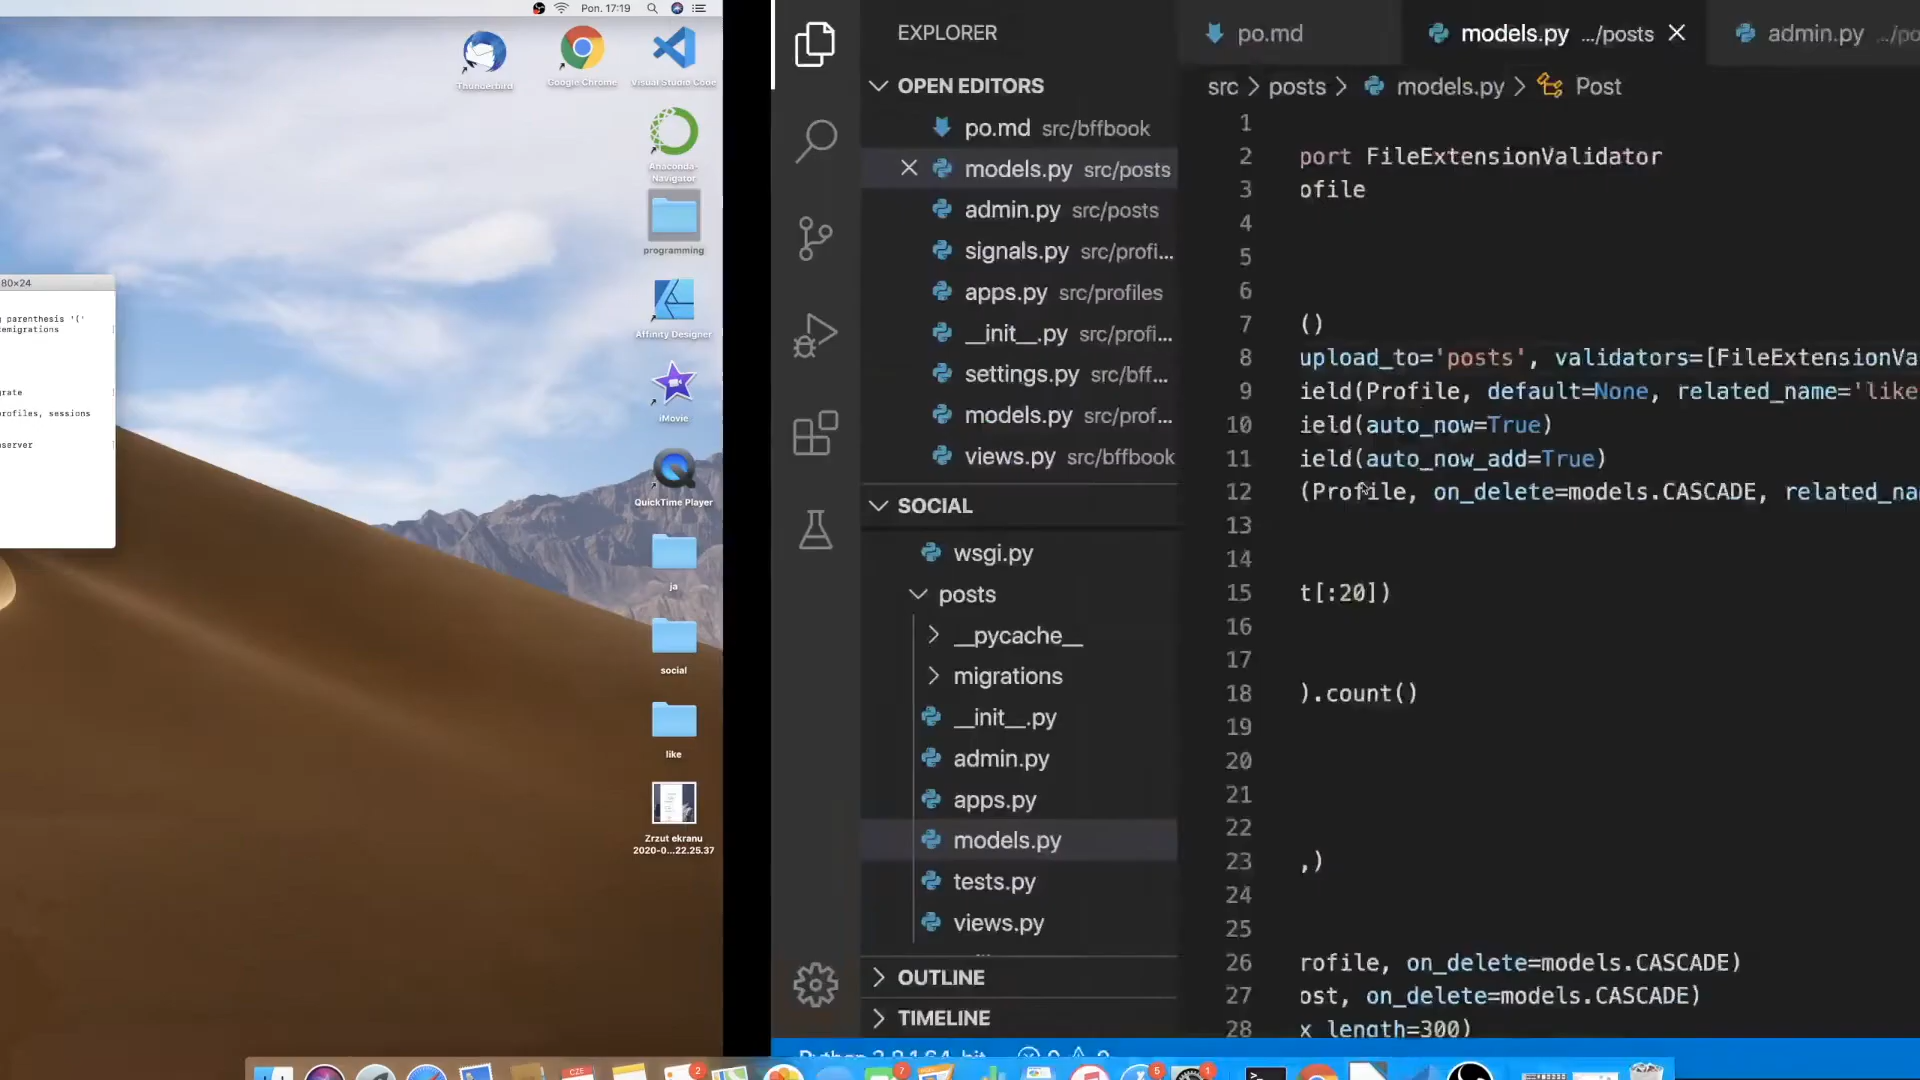 Pon. 17:19
Thunderbird
Google Chrome
Visual Studio Code
Anaconda-
Navigator
programming
Affinity Designer
iMovie
QuickTime Player
ja
social
like
Zrzut ekranu
2020-0...22.25.37
80×24
parenthesis '('
emigrations
grate
rofiles, sessions
server
EXPLORER
OPEN EDITORS
po.md src/bffbook
models.py src/posts
admin.py src/posts
signals.py src/profi...
apps.py src/profiles
__init__.py src/profi...
settings.py src/bff...
models.py src/prof...
views.py src/bffbook
SOCIAL
wsgi.py
posts
__pycache__
migrations
__init__.py
admin.py
apps.py
models.py
tests.py
views.py
OUTLINE
TIMELINE
po.md
models.py .../posts
admin.py .../po
src > posts > models.py > Post
1
2 port FileExtensionValidator
3 ofile
4
5
6
7 ()
8 upload_to='posts', validators=[FileExtensionVa
9 ield(Profile, default=None, related_name='like
10 ield(auto_now=True)
11 ield(auto_now_add=True)
12 (Profile, on_delete=models.CASCADE, related_na
13
14
15 t[:20])
16
17
18 ).count()
19
20
21
22
23 ,)
24
25
26 rofile, on_delete=models.CASCADE)
27 ost, on_delete=models.CASCADE)
28 x_length=300)
CZE
2
7
5
1